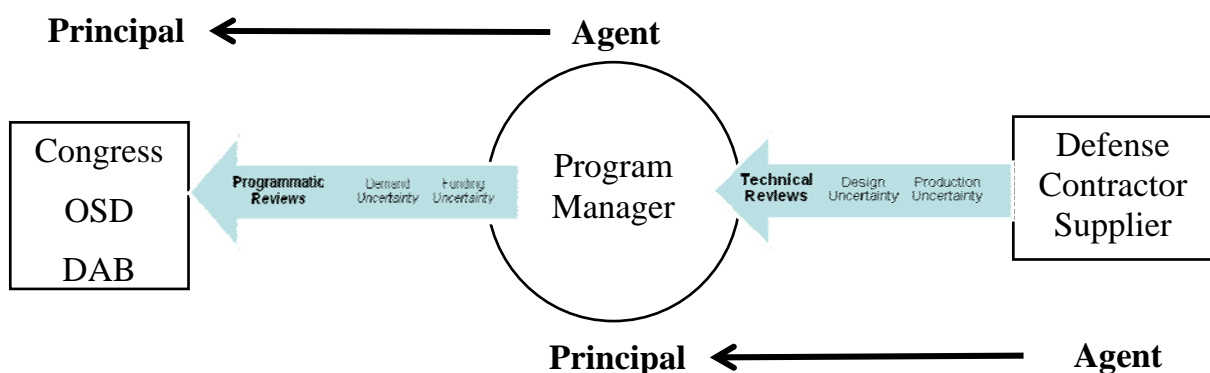 Principal
Agent
Congress
OSD
DAB
Programmatic
Reviews
Demand
Uncertainty
Funding
Uncertainty
Program
Manager
Technical
Reviews
Design
Uncertainty
Production
Uncertainty
Defense
Contractor
Supplier
Principal
Agent